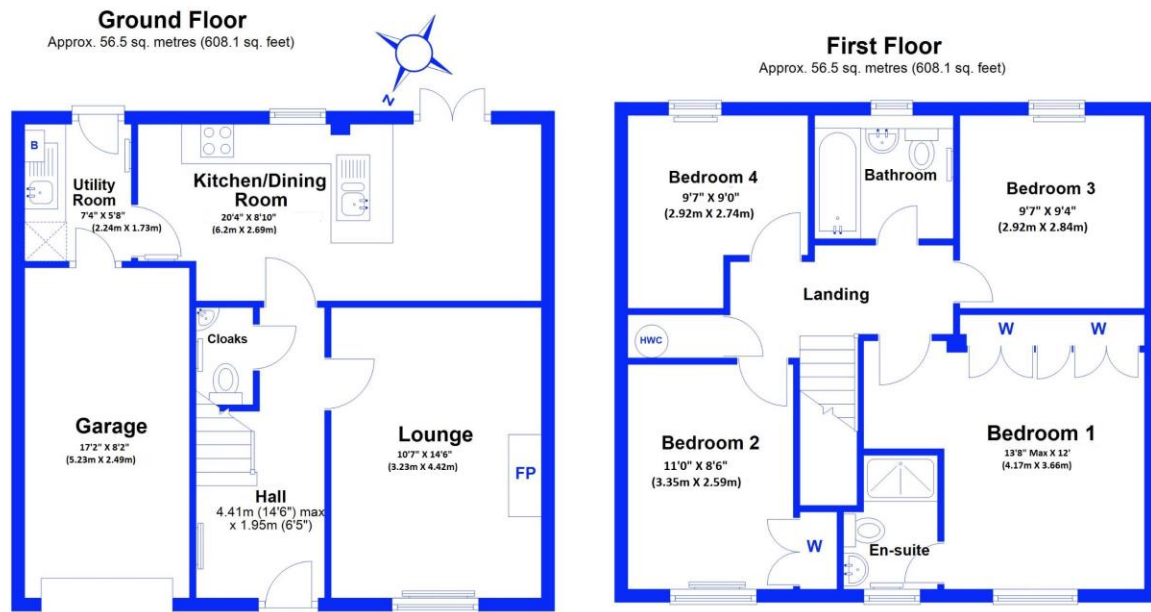 Ground Floor
Approx. 56.5 sq. metres (608.1 sq. feet)
N
B
Utility
Room
7'4" X 5'8"
(2.24m X 1.73m)
Kitchen/Dining
Room
20'4" X 8'10"
(6.2m X 2.69m)
Cloaks
Garage
17'2" X 8'2"
(5.23m X 2.49m)
Lounge
10'7" X 14'6"
(3.23m X 4.42m)
FP
Hall
4.41m (14'6") max
x 1.95m (6'5")
First Floor
Approx. 56.5 sq. metres (608.1 sq. feet)
Bedroom 4
9'7" X 9'0"
(2.92m X 2.74m)
Bathroom
Bedroom 3
9'7" X 9'4"
(2.92m X 2.84m)
Landing
HWC
W
W
Bedroom 2
11'0" X 8'6"
(3.35m X 2.59m)
W
Bedroom 1
13'8" Max X 12'
(4.17m X 3.66m)
En-suite